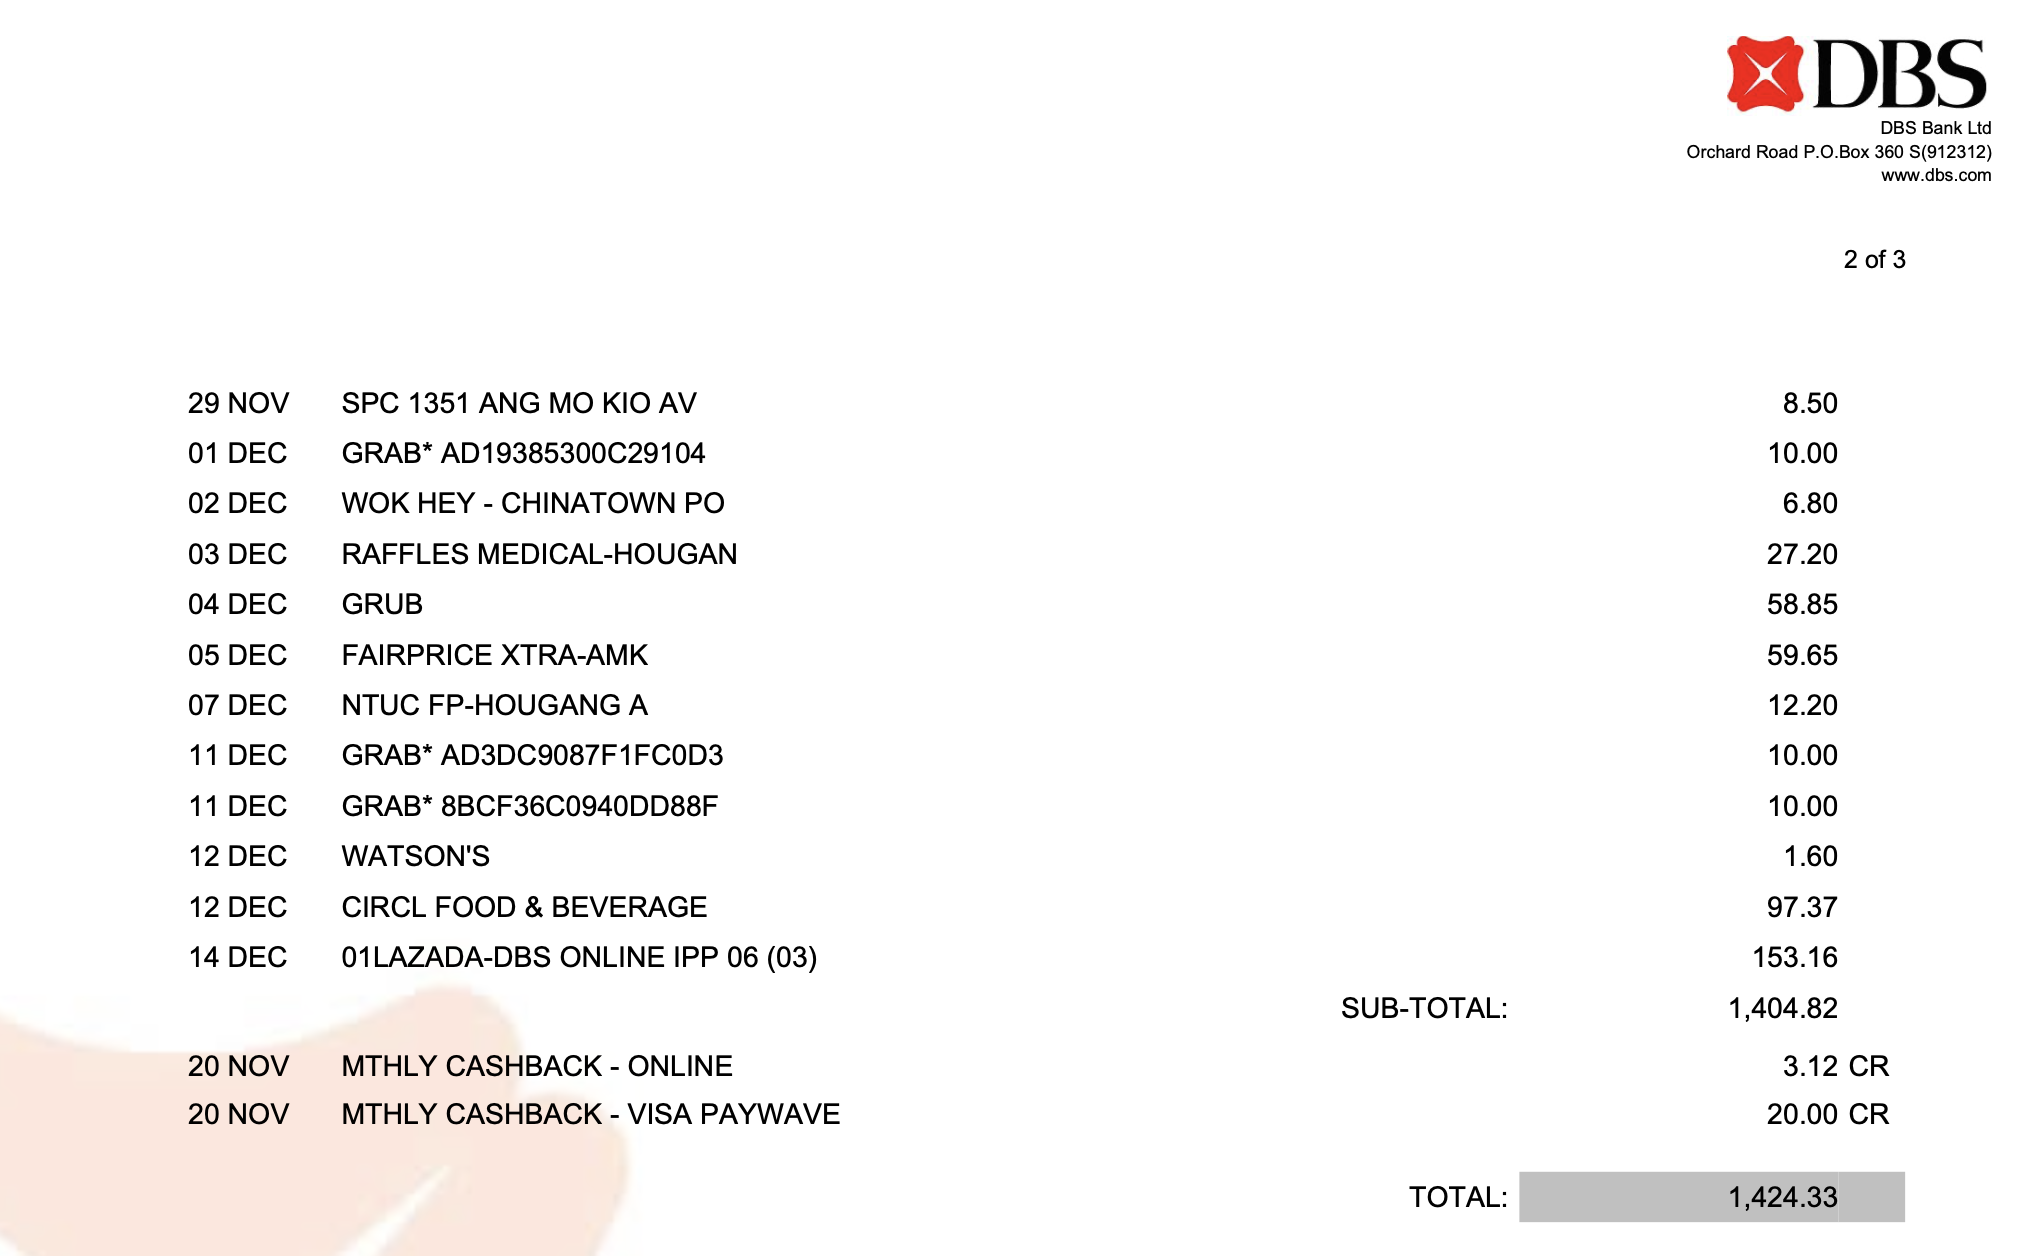 DBS
DBS Bank Ltd
Orchard Road P.O.Box 360 S(912312)
www.dbs.com
2 of 3
29 NOV SPC 1351 ANG MO KIO AV 8.50
01 DEC GRAB* AD19385300C29104 10.00
02 DEC WOK HEY - CHINATOWN PO 6.80
03 DEC RAFFLES MEDICAL-HOUGAN 27.20
04 DEC GRUB 58.85
05 DEC FAIRPRICE XTRA-AMK 59.65
07 DEC NTUC FP-HOUGANG A 12.20
11 DEC GRAB* AD3DC9087F1FC0D3 10.00
11 DEC GRAB* 8BCF36C0940DD88F 10.00
12 DEC WATSON'S 1.60
12 DEC CIRCL FOOD & BEVERAGE 97.37
14 DEC 01LAZADA-DBS ONLINE IPP 06 (03) 153.16
SUB-TOTAL: 1,404.82
20 NOV MTHLY CASHBACK - ONLINE 3.12 CR
20 NOV MTHLY CASHBACK - VISA PAYWAVE 20.00 CR
TOTAL: 1,424.33